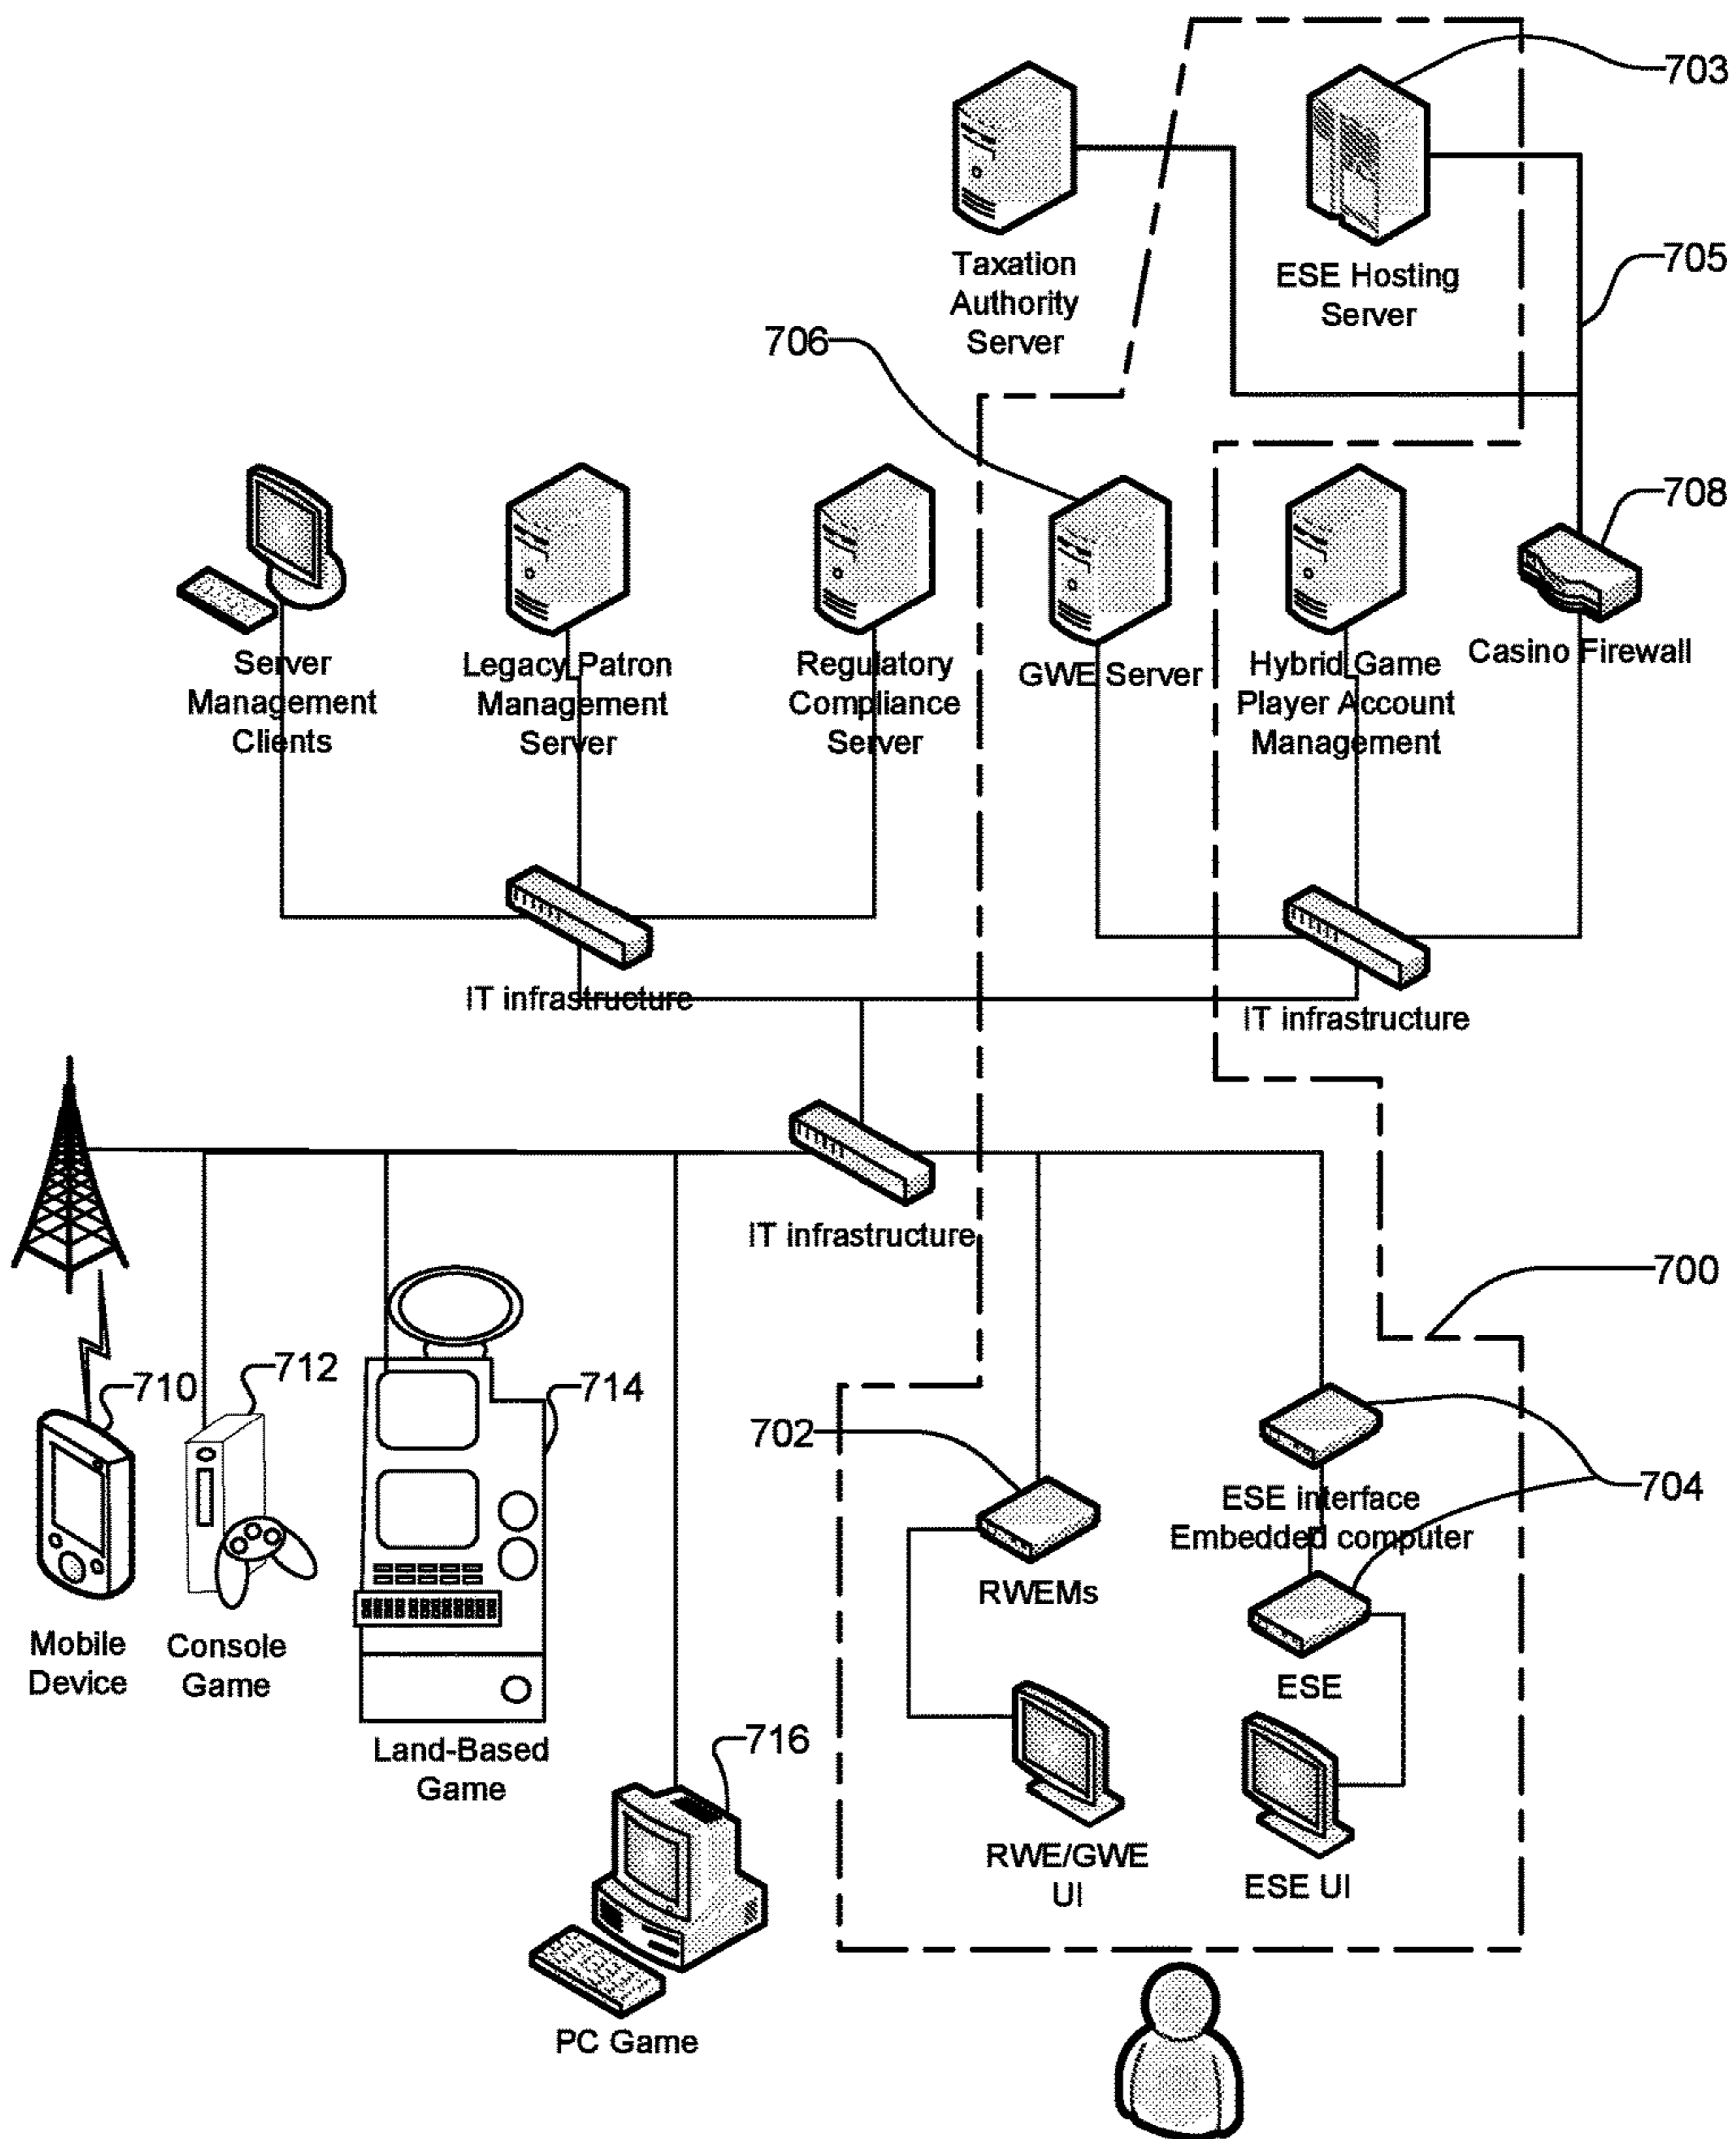 703
Taxation
Authority
Server
ESE Hosting
Server
705
706
708
Server
Management
Clients
Legacy Patron
Management
Server
Regulatory
Compliance
Server
GWE Server
Hybrid Game
Player Account
Management
Casino Firewall
IT infrastructure
IT infrastructure
IT infrastructure
700
710
712
714
702
704
ESE interface
Embedded computer
RWEMs
Mobile
Device
Console
Game
ESE
Land-Based
Game
716
RWE/GWE
UI
ESE UI
PC Game